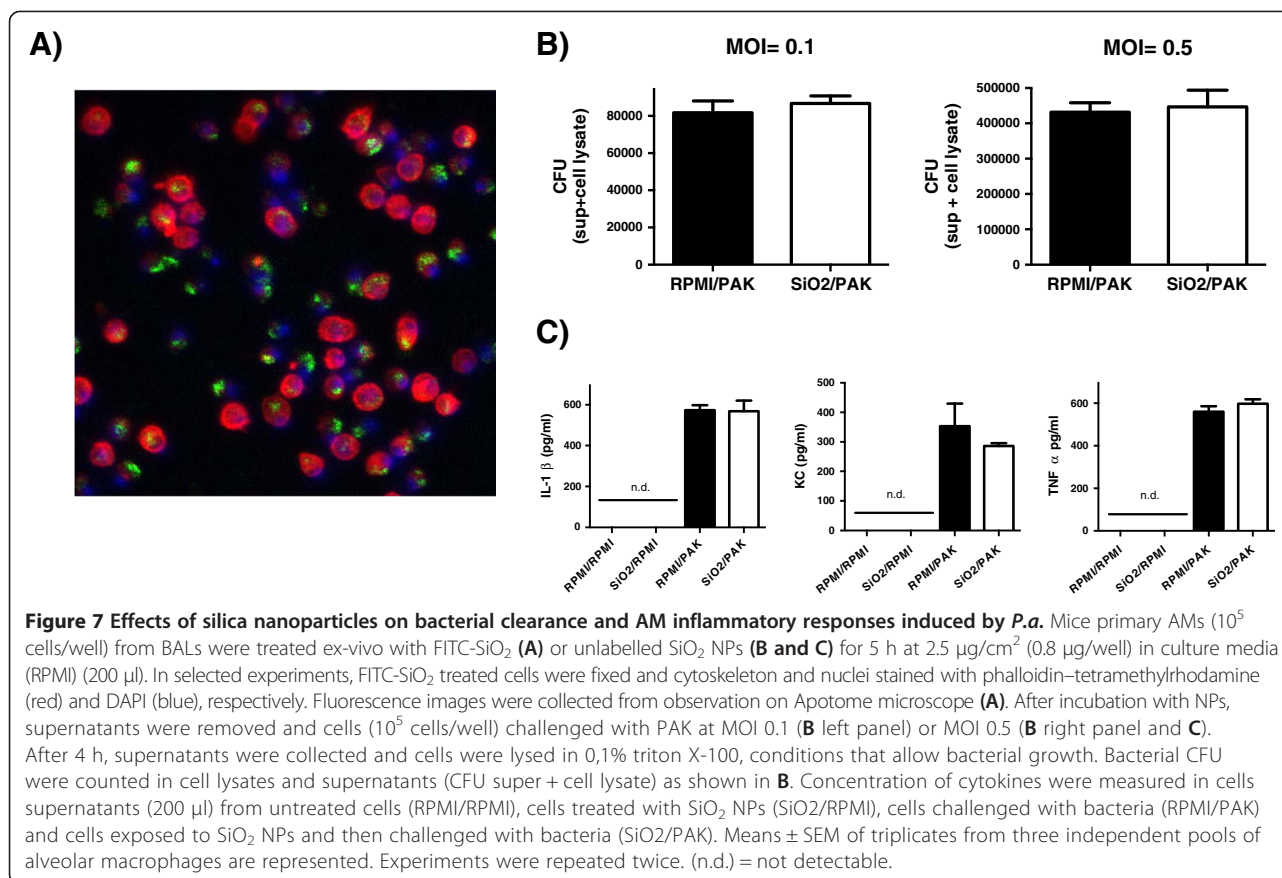 A)
B)
MOI= 0.1
MOI= 0.5
CFU
(sup+cell lysate)
80000
60000
40000
20000
0
RPMI/PAK
SiO2/PAK
CFU
(sup + cell lysate)
500000
400000
300000
200000
100000
0
RPMI/PAK
SiO2/PAK
C)
IL-1 β (pg/ml)
600
400
200
0
n.d.
RPMI/RPMI
SiO2/RPMI
RPMI/PAK
SiO2/PAK
KC (pg/ml)
500
400
300
200
100
0
n.d.
RPMI/RPMI
SiO2/RPMI
RPMI/PAK
SiO2/PAK
TNF α pg/ml
600
400
200
0
n.d.
RPMI/RPMI
SiO2/RPMI
RPMI/PAK
SiO2/PAK
Figure 7 Effects of silica nanoparticles on bacterial clearance and AM inflammatory responses induced by P.a. Mice primary AMs (10⁵
cells/well) from BALs were treated ex-vivo with FITC-SiO₂ (A) or unlabelled SiO₂ NPs (B and C) for 5 h at 2.5 μg/cm² (0.8 μg/well) in culture media
(RPMI) (200 μl). In selected experiments, FITC-SiO₂ treated cells were fixed and cytoskeleton and nuclei stained with phalloidin–tetramethylrhodamine
(red) and DAPI (blue), respectively. Fluorescence images were collected from observation on Apotome microscope (A). After incubation with NPs,
supernatants were removed and cells (10⁵ cells/well) challenged with PAK at MOI 0.1 (B left panel) or MOI 0.5 (B right panel and C).
After 4 h, supernatants were collected and cells were lysed in 0,1% triton X-100, conditions that allow bacterial growth. Bacterial CFU
were counted in cell lysates and supernatants (CFU super + cell lysate) as shown in B. Concentration of cytokines were measured in cells
supernatants (200 μl) from untreated cells (RPMI/RPMI), cells treated with SiO₂ NPs (SiO2/RPMI), cells challenged with bacteria (RPMI/PAK)
and cells exposed to SiO₂ NPs and then challenged with bacteria (SiO2/PAK). Means ± SEM of triplicates from three independent pools of
alveolar macrophages are represented. Experiments were repeated twice. (n.d.) = not detectable.